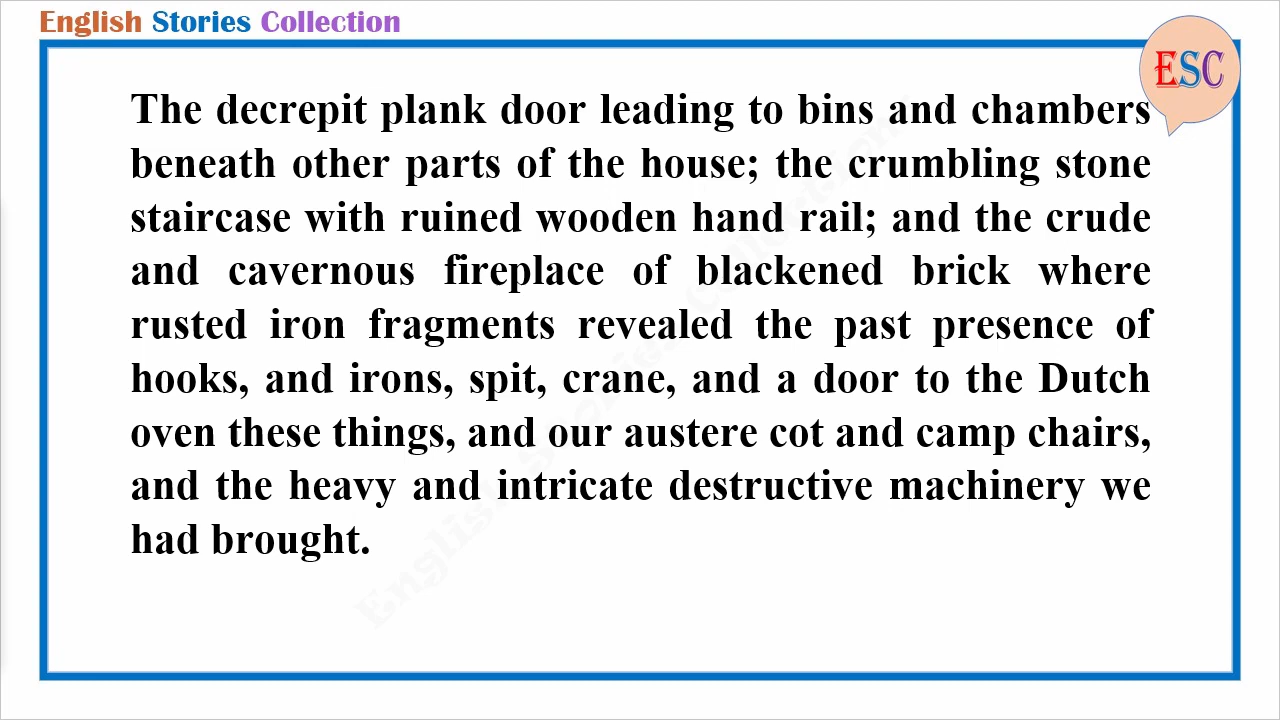 English Stories Collection
ESC
The decrepit plank door leading to bins and chambers
beneath other parts of the house; the crumbling stone
staircase with ruined wooden hand rail; and the crude
and cavernous fireplace of blackened brick where
rusted iron fragments revealed the past presence of
hooks, and irons, spit, crane, and a door to the Dutch
oven these things, and our austere cot and camp chairs,
and the heavy and intricate destructive machinery we
had brought.
English Stories Collection